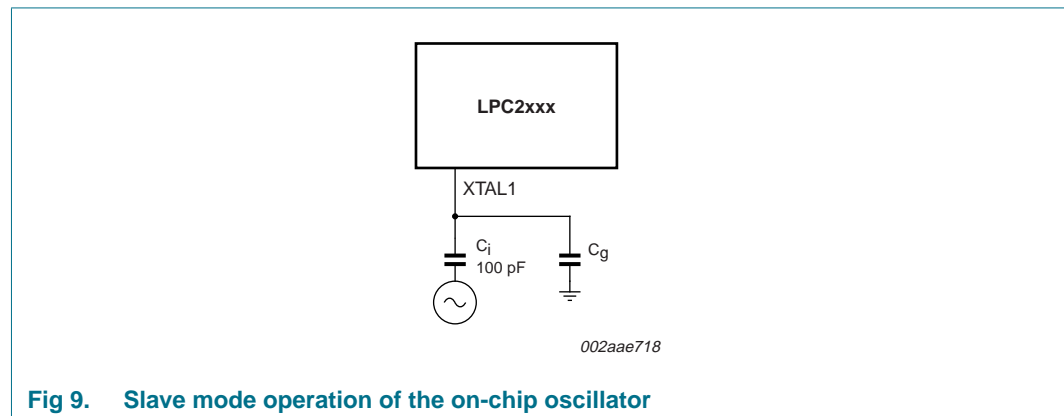 LPC2xxx
XTAL1
Ci
100 pF
Cg
002aae718
Fig 9. Slave mode operation of the on-chip oscillator